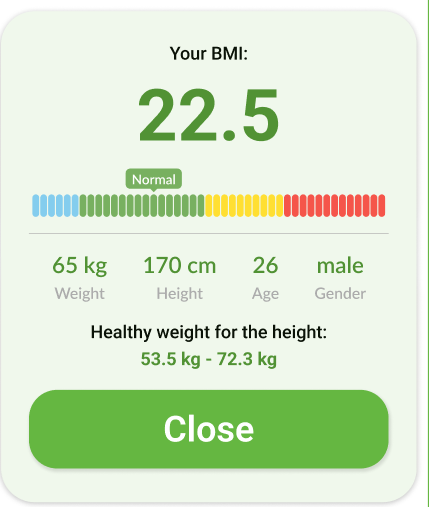 Your BMI:
22.5
Normal
65 kg 170 cm 26 male
Weight Height Age Gender
Healthy weight for the height:
53.5 kg - 72.3 kg
Close